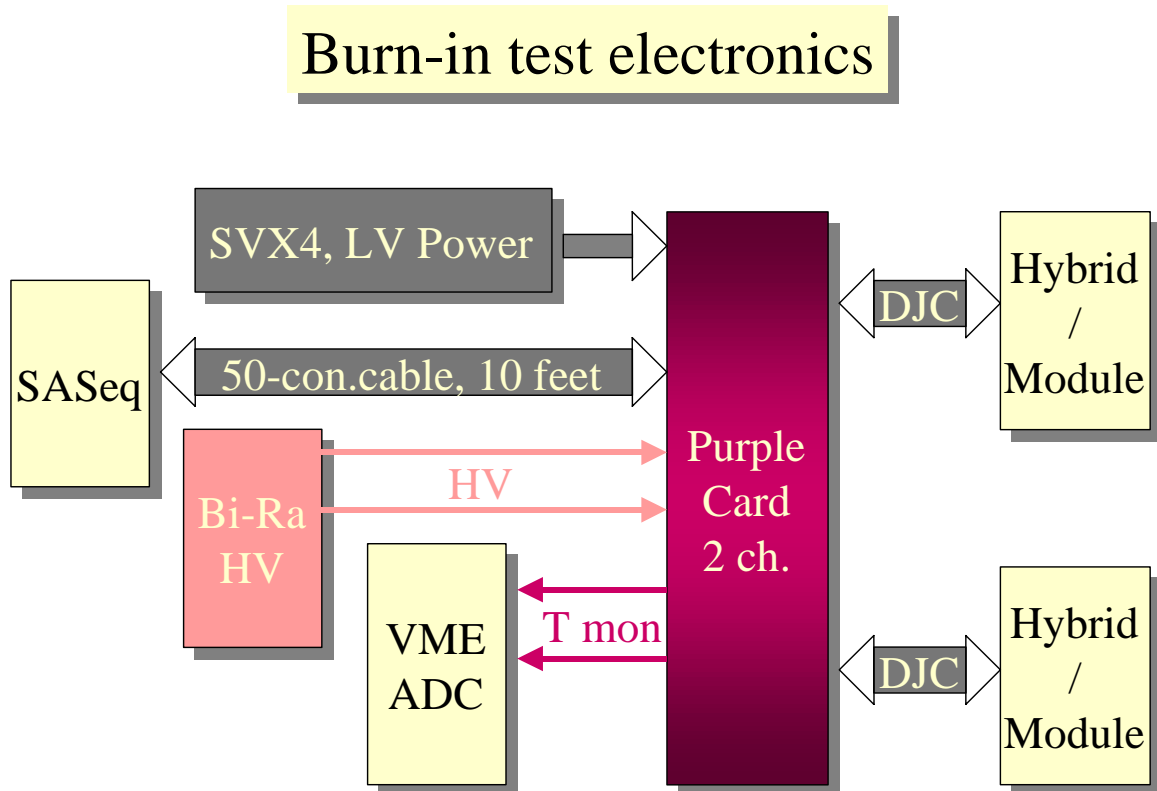 Burn-in test electronics
SVX4, LV Power
SASeq
50-con.cable, 10 feet
Bi-Ra
HV
HV
VME
ADC
T mon
Purple
Card
2 ch.
DJC
Hybrid
/
Module
DJC
Hybrid
/
Module